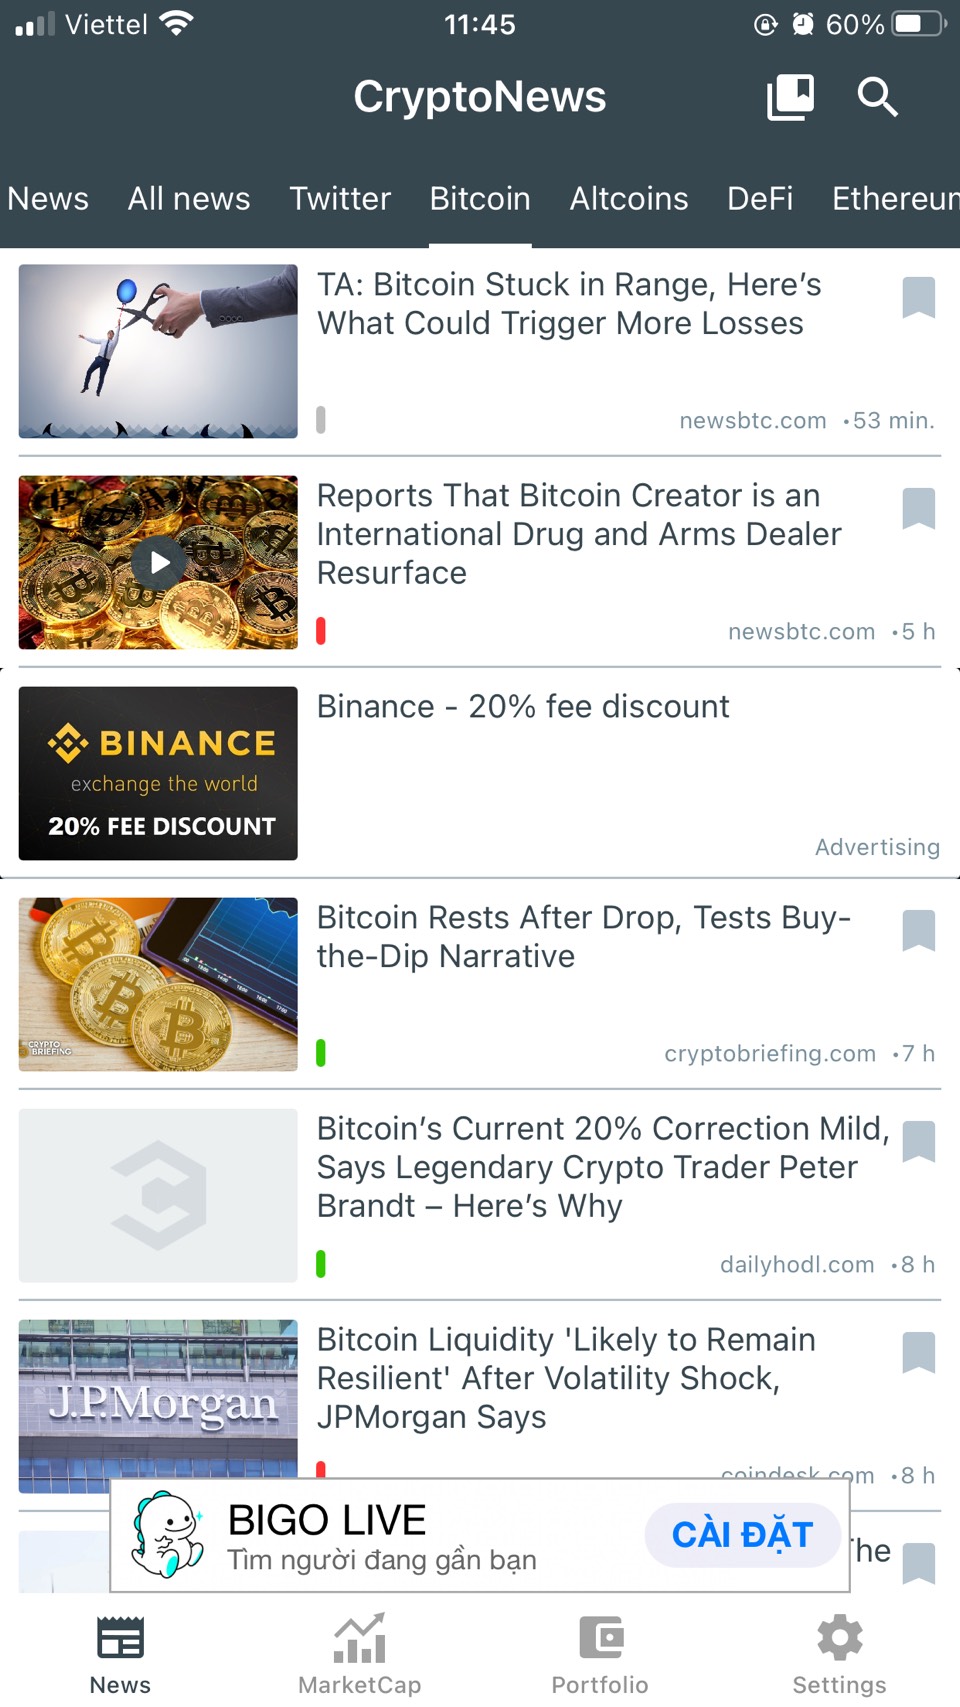 Viettel 11:45 60%
CryptoNews
News All news Twitter Bitcoin Altcoins DeFi Ethereum
TA: Bitcoin Stuck in Range, Here’s
What Could Trigger More Losses
newsbtc.com •53 min.
Reports That Bitcoin Creator is an
International Drug and Arms Dealer
Resurface
newsbtc.com •5 h
BINANCE
exchange the world
20% FEE DISCOUNT
Binance - 20% fee discount
Advertising
Bitcoin Rests After Drop, Tests Buy-
the-Dip Narrative
CRYPTO
BRIEFING
cryptobriefing.com •7 h
Bitcoin’s Current 20% Correction Mild,
Says Legendary Crypto Trader Peter
Brandt – Here’s Why
dailyhodl.com •8 h
J.P.Morgan
Bitcoin Liquidity 'Likely to Remain
Resilient' After Volatility Shock,
JPMorgan Says
coindesk.com •8 h
The
BIGO LIVE
Tìm người đang gần bạn
CÀI ĐẶT
News MarketCap Portfolio Settings